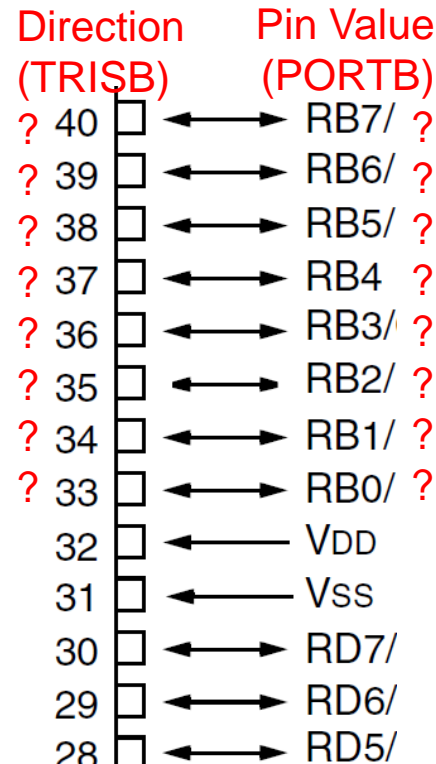 Direction Pin Value
(TRISB) (PORTB)
? 40 RB7/ ?
? 39 RB6/ ?
? 38 RB5/ ?
? 37 RB4 ?
? 36 RB3/ ?
? 35 RB2/ ?
? 34 RB1/ ?
? 33 RB0/ ?
32 VDD
31 VSS
30 RD7/
29 RD6/
28 RD5/